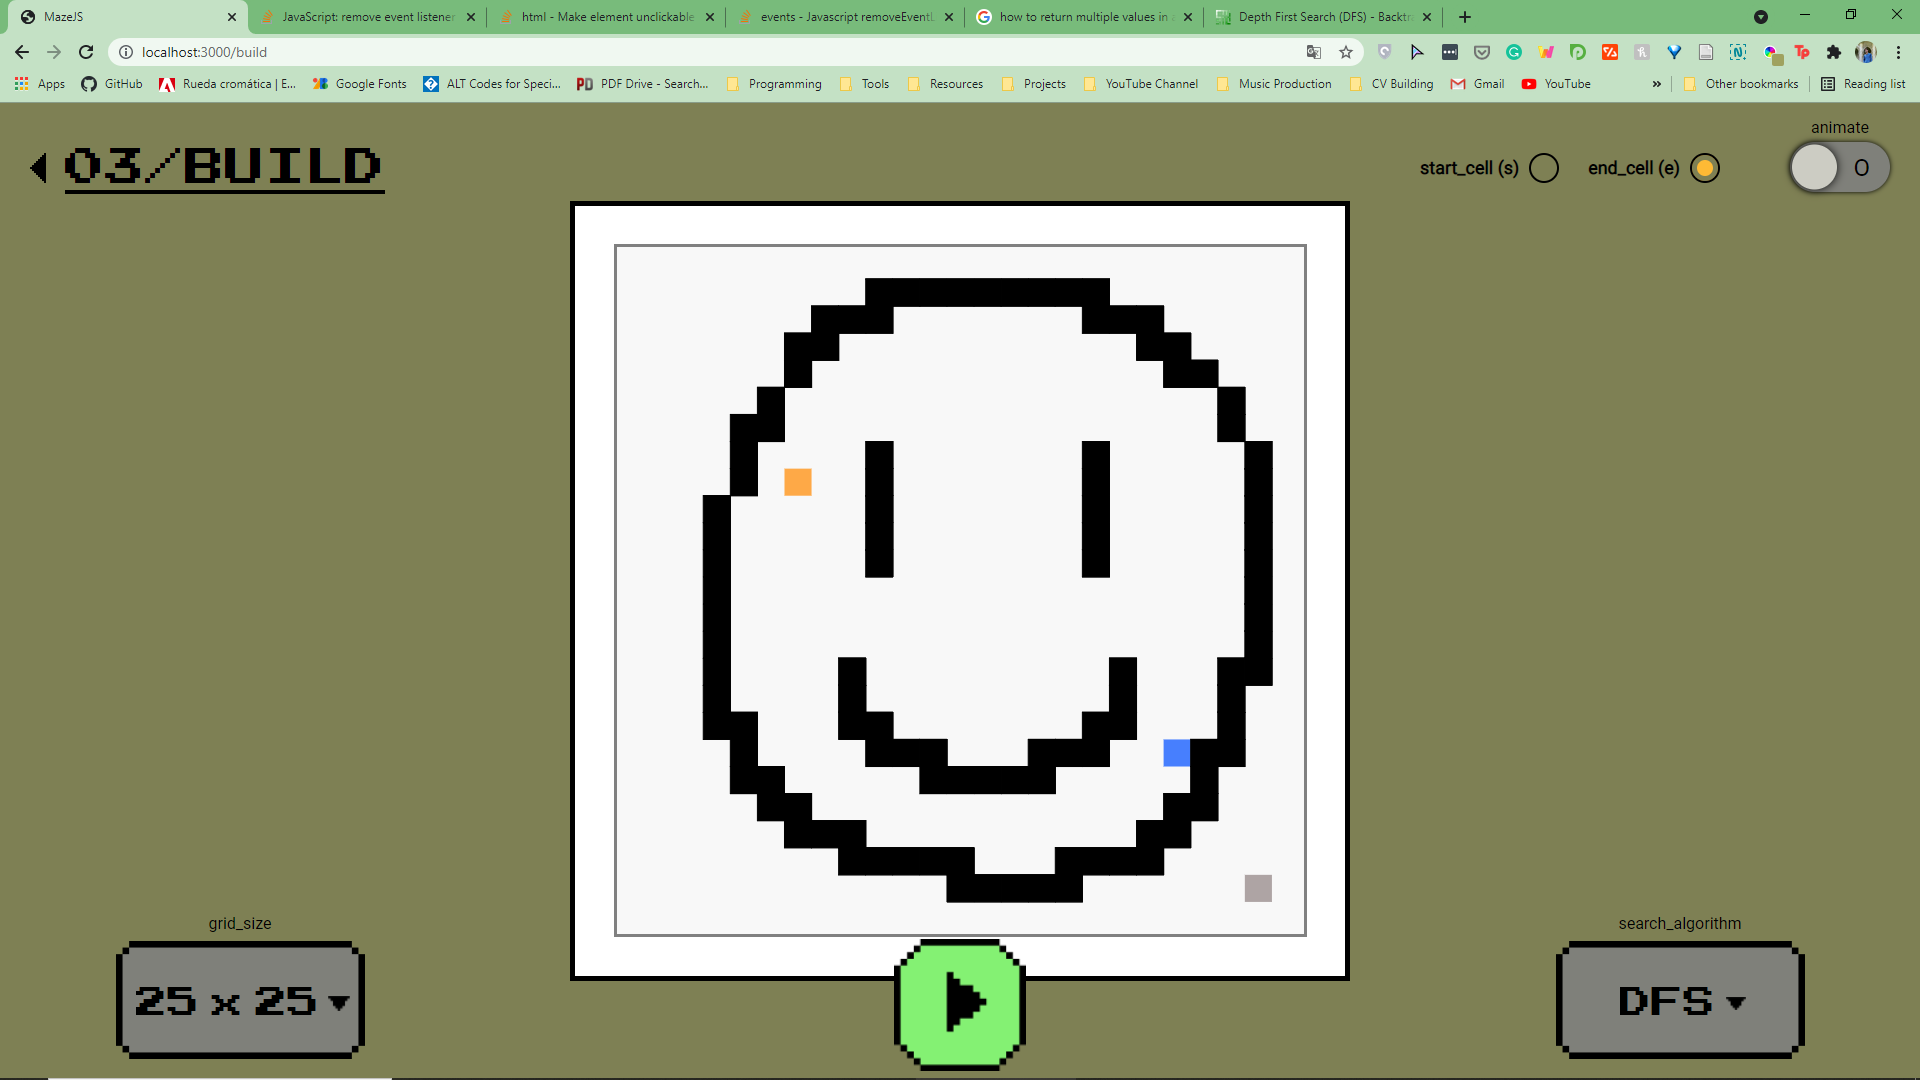 MazeJS
JavaScript: remove event listener
html - Make element unclickable
events - Javascript removeEventL
how to return multiple values in
Depth First Search (DFS) - Backtr
localhost:3000/build
Apps
GitHub
Rueda cromática | E...
Google Fonts
ALT Codes for Speci...
PDF Drive - Search...
Programming
Tools
Resources
Projects
YouTube Channel
Music Production
CV Building
Gmail
YouTube
»
Other bookmarks
Reading list
03/BUILD
start_cell (s)
end_cell (e)
animate
0
grid_size
25 x 25
search_algorithm
DFS